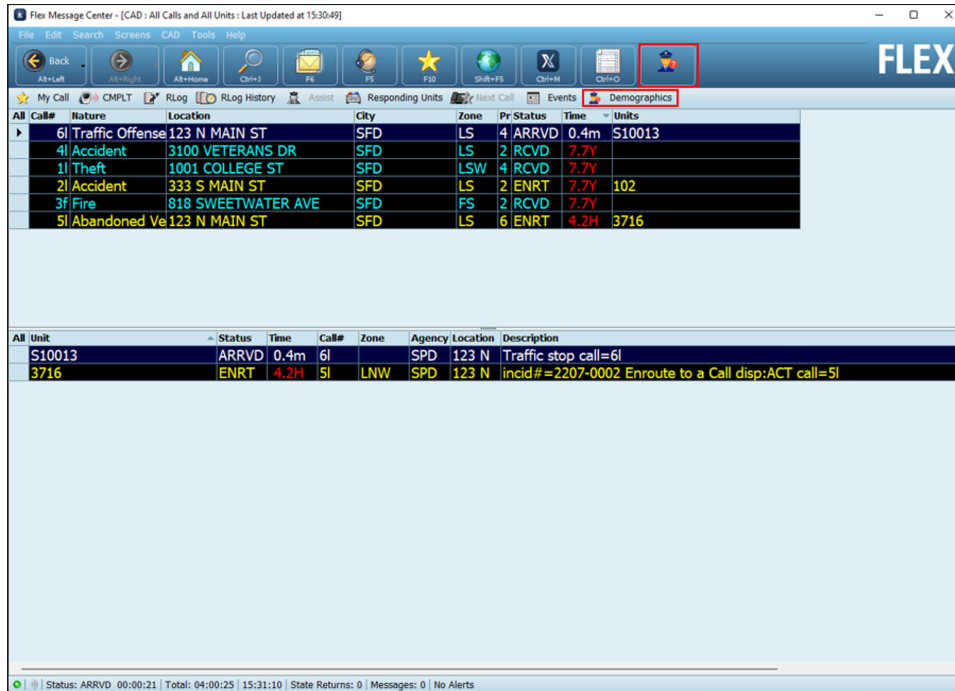 Flex Message Center - [CAD : All Calls and All Units : Last Updated at 15:30:49]
File Edit Search Screens CAD Tools Help
Back
Alt+Left Alt+Right Alt+Home Ctrl+J F6 F5 F10 Shift+F5 Ctrl+M Ctrl+O
FLEX
My Call CMPLT RLog RLog History Assist Responding Units Next Call Events Demographics
All Call# Nature Location City Zone Pr Status Time Units
6l Traffic Offense 123 N MAIN ST SFD LS 4 ARRVD 0.4m S10013
4l Accident 3100 VETERANS DR SFD LS 2 RCVD 7.7Y
1l Theft 1001 COLLEGE ST SFD LSW 4 RCVD 7.7Y
2l Accident 333 S MAIN ST SFD LS 2 ENRT 7.7Y 102
3f Fire 818 SWEETWATER AVE SFD FS 2 RCVD 7.7Y
5l Abandoned Ve 123 N MAIN ST SFD LS 6 ENRT 4.2H 3716
All Unit Status Time Call# Zone Agency Location Description
S10013 ARRVD 0.4m 6l SPD 123 N Traffic stop call=6l
3716 ENRT 4.2H 5l LNW SPD 123 N incid#=2207-0002 Enroute to a Call disp:ACT call=5l
Status: ARRVD 00:00:21 Total: 04:00:25 15:31:10 State Returns: 0 Messages: 0 No Alerts